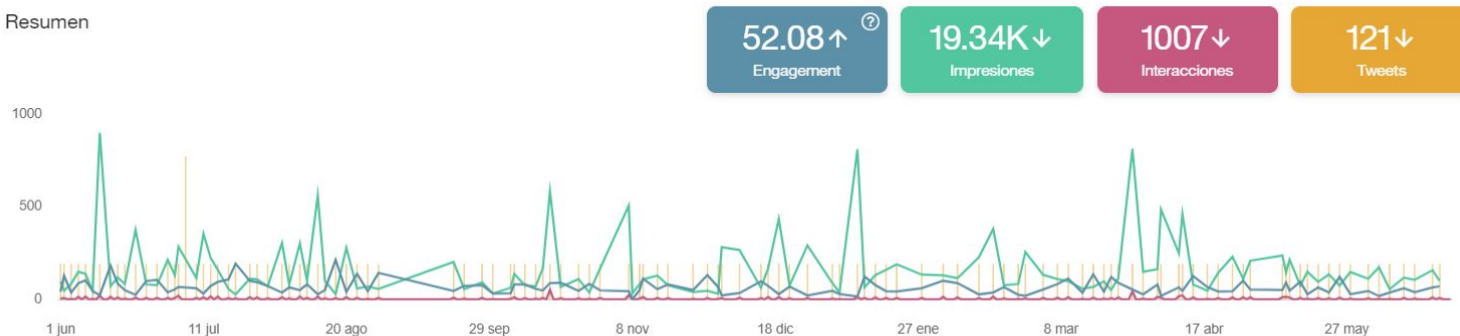 Resumen
52.08↑ ?
Engagement
19.34K↓
Impresiones
1007↓
Interacciones
121↓
Tweets
1000
500
0
1 jun 11 jul 20 ago 29 sep 8 nov 18 dic 27 ene 8 mar 17 abr 27 may